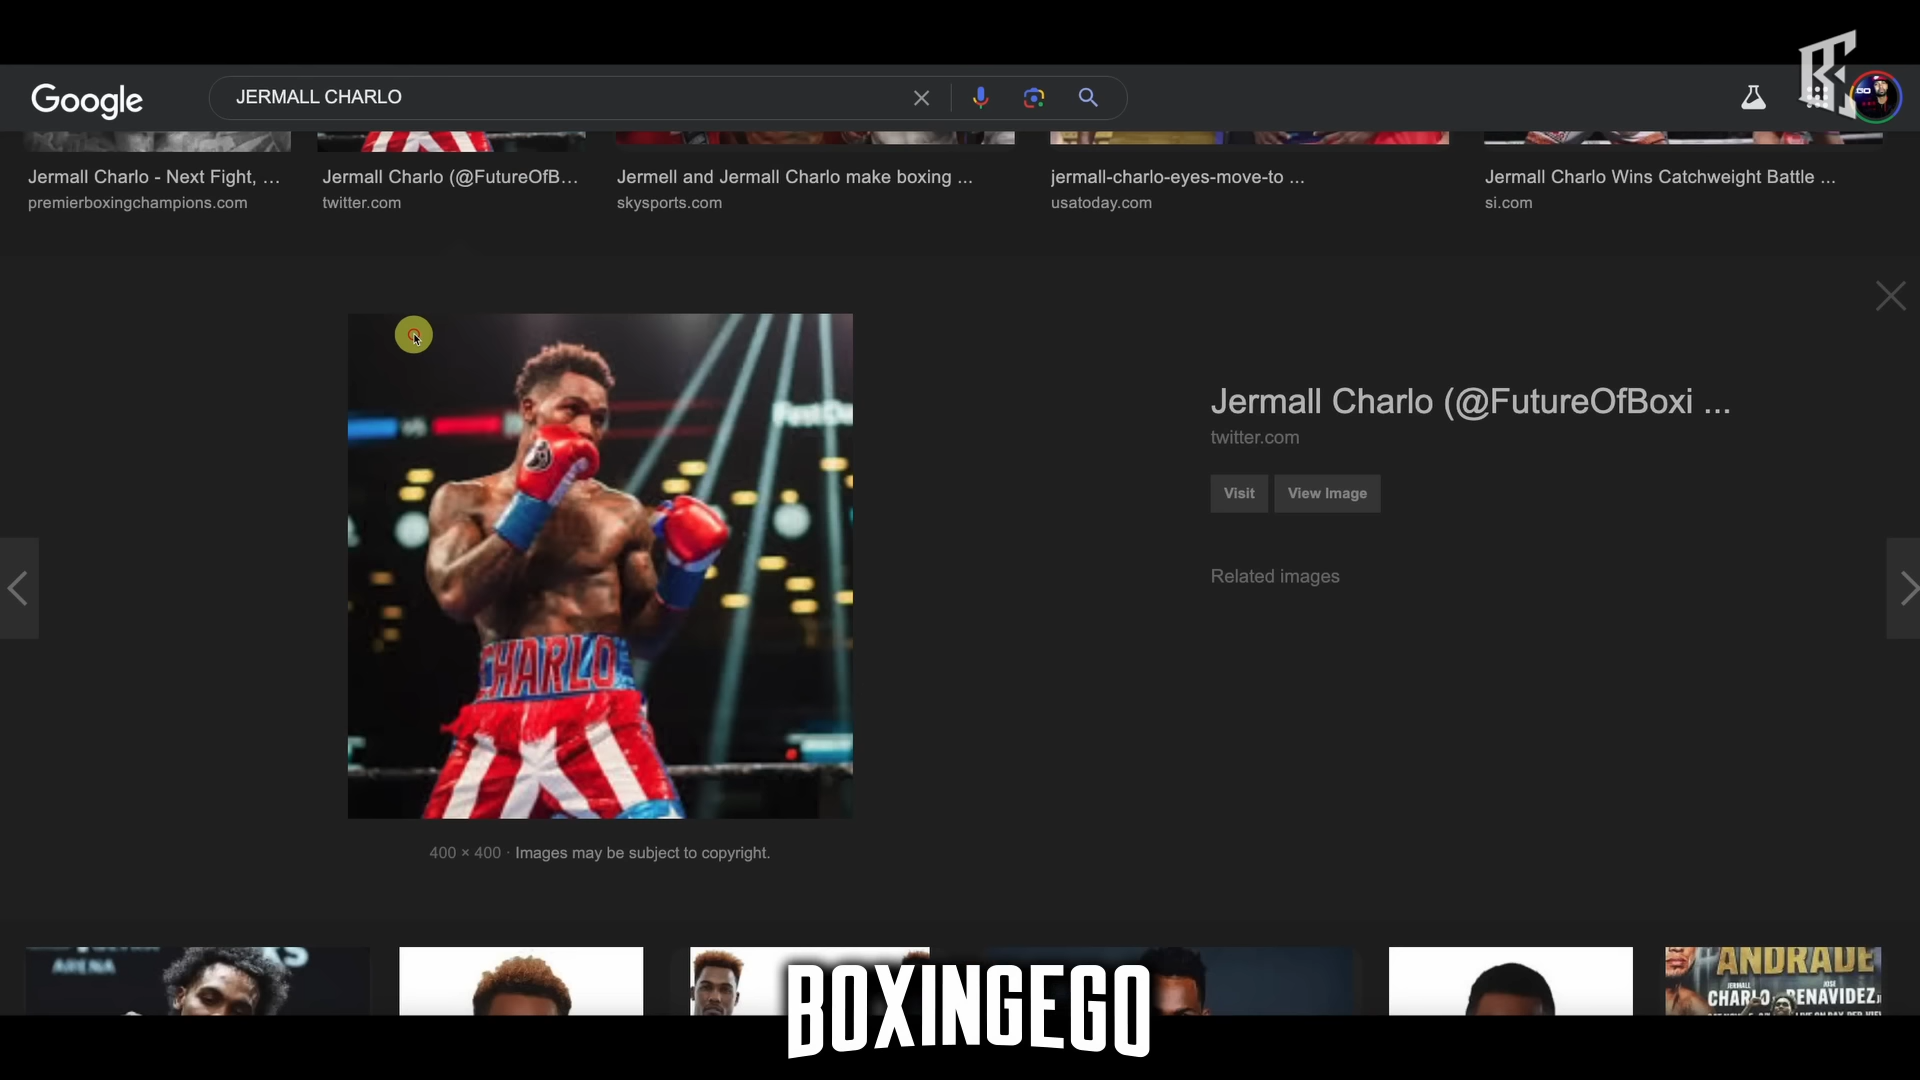 Google
JERMALL CHARLO
Jermall Charlo - Next Fight, ...
premierboxingchampions.com
Jermall Charlo (@FutureOfB...
twitter.com
Jermell and Jermall Charlo make boxing ...
skysports.com
jermall-charlo-eyes-move-to ...
usatoday.com
Jermall Charlo Wins Catchweight Battle ...
si.com
CHARLO
Jermall Charlo (@FutureOfBoxi ...
twitter.com
Visit
View Image
Related images
400 × 400 · Images may be subject to copyright.
ARENA
ANDRADE
JERMALL
CHARLO
JOSE
BENAVIDEZ
BOXINGEGO